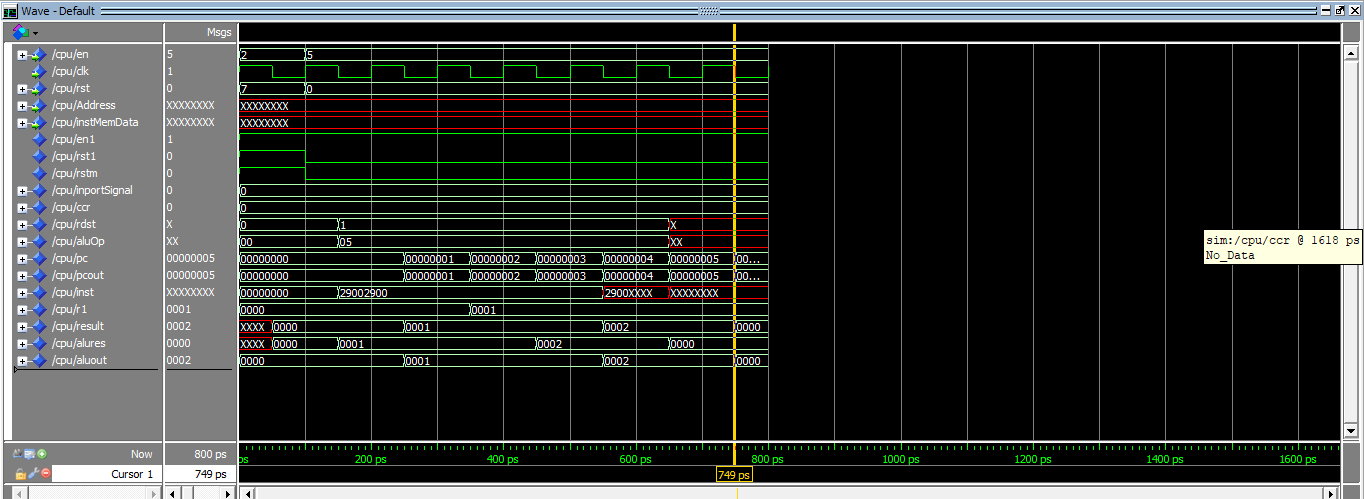 Wave - Default
Msgs
/cpu/en 5 2 5
/cpu/clk 1
/cpu/rst 0 7 0
/cpu/Address XXXXXXXX XXXXXXXX
/cpu/instMemData XXXXXXXX XXXXXXXX
/cpu/en1 1
/cpu/rst1 0
/cpu/rstm 0
/cpu/inportSignal 0 0
/cpu/ccr 0 0
/cpu/rdst X 0 1 X
/cpu/aluOp XX 00 05 XX
sim:/cpu/ccr @ 1618 ps
No_Data
/cpu/pc 00000005 00000000 00000001 00000002 00000003 00000004 00000005 00...
/cpu/pcout 00000005 00000000 00000001 00000002 00000003 00000004 00000005 00...
/cpu/inst XXXXXXXX 00000000 29002900 2900XXXX XXXXXXXX
/cpu/r1 0001 0000 0001
/cpu/result 0002 XXXX 0000 0001 0002 0000
/cpu/alures 0000 XXXX 0000 0001 0002 0000
/cpu/aluout 0002 0000 0001 0002 0000
Now 800 ps ps 200 ps 400 ps 600 ps 800 ps 1000 ps 1200 ps 1400 ps 1600 ps
Cursor 1 749 ps 749 ps